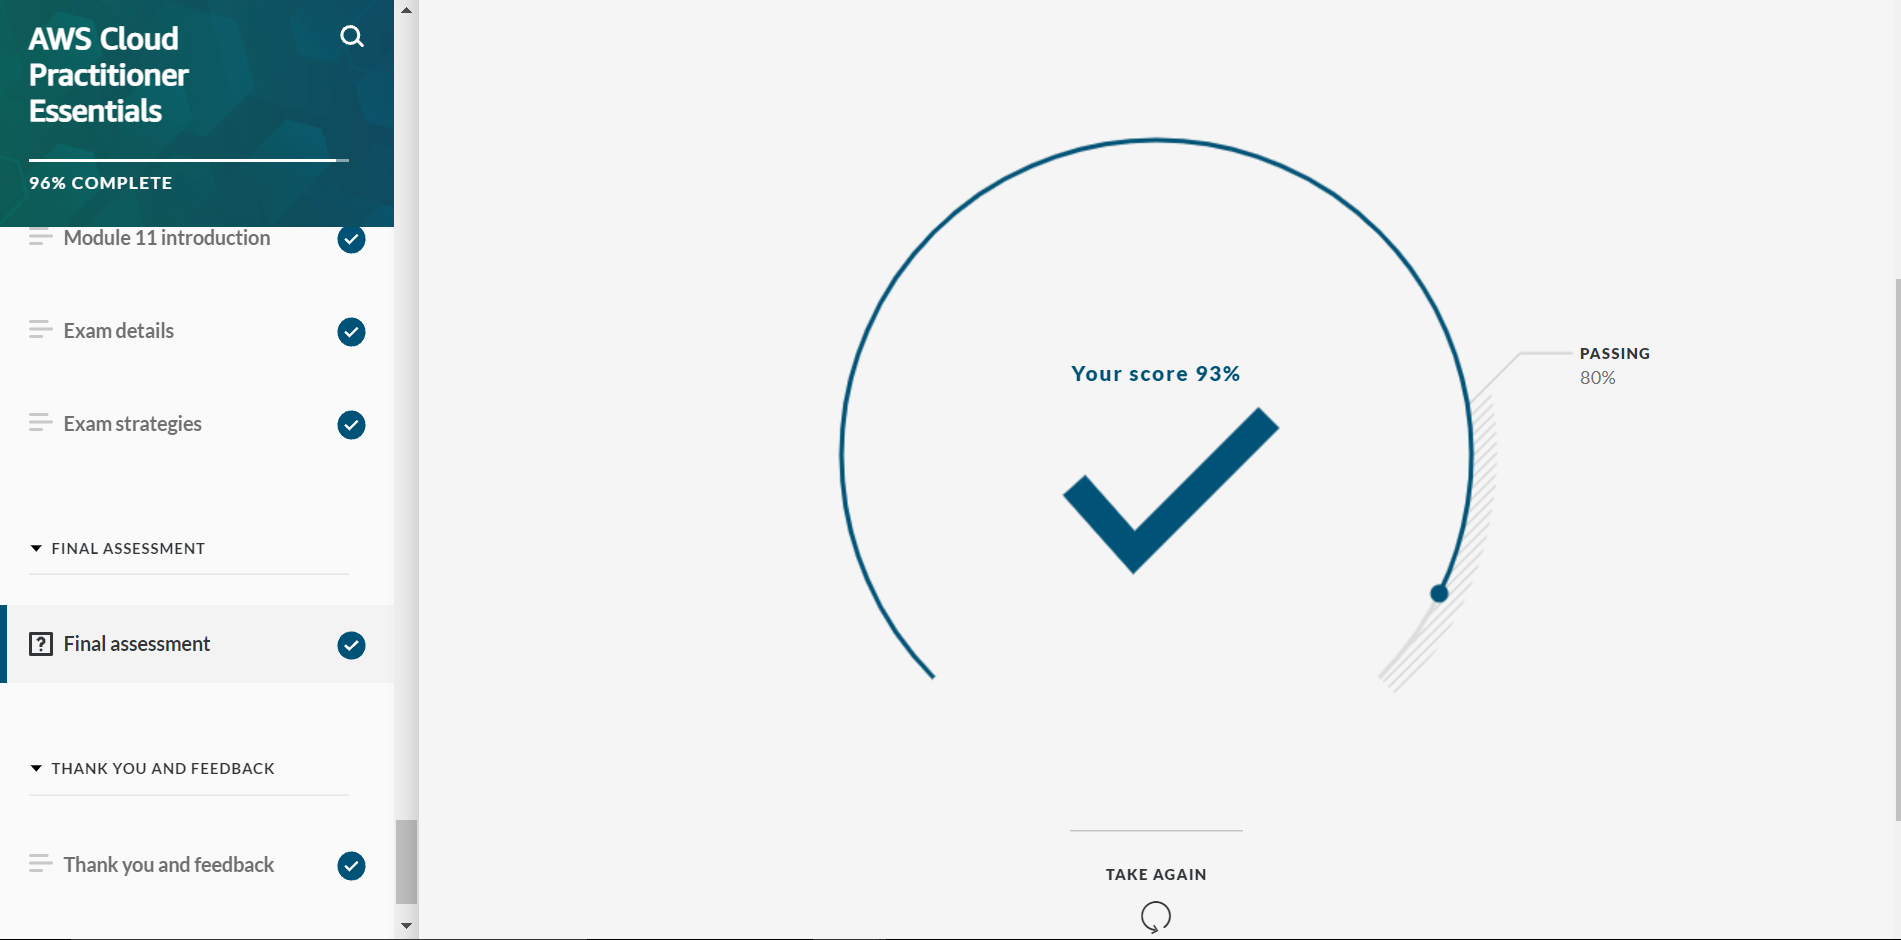 AWS Cloud
Practitioner
Essentials
96% COMPLETE
Module 11 introduction
Exam details
Exam strategies
FINAL ASSESSMENT
Final assessment
THANK YOU AND FEEDBACK
Thank you and feedback
Your score 93%
PASSING
80%
TAKE AGAIN